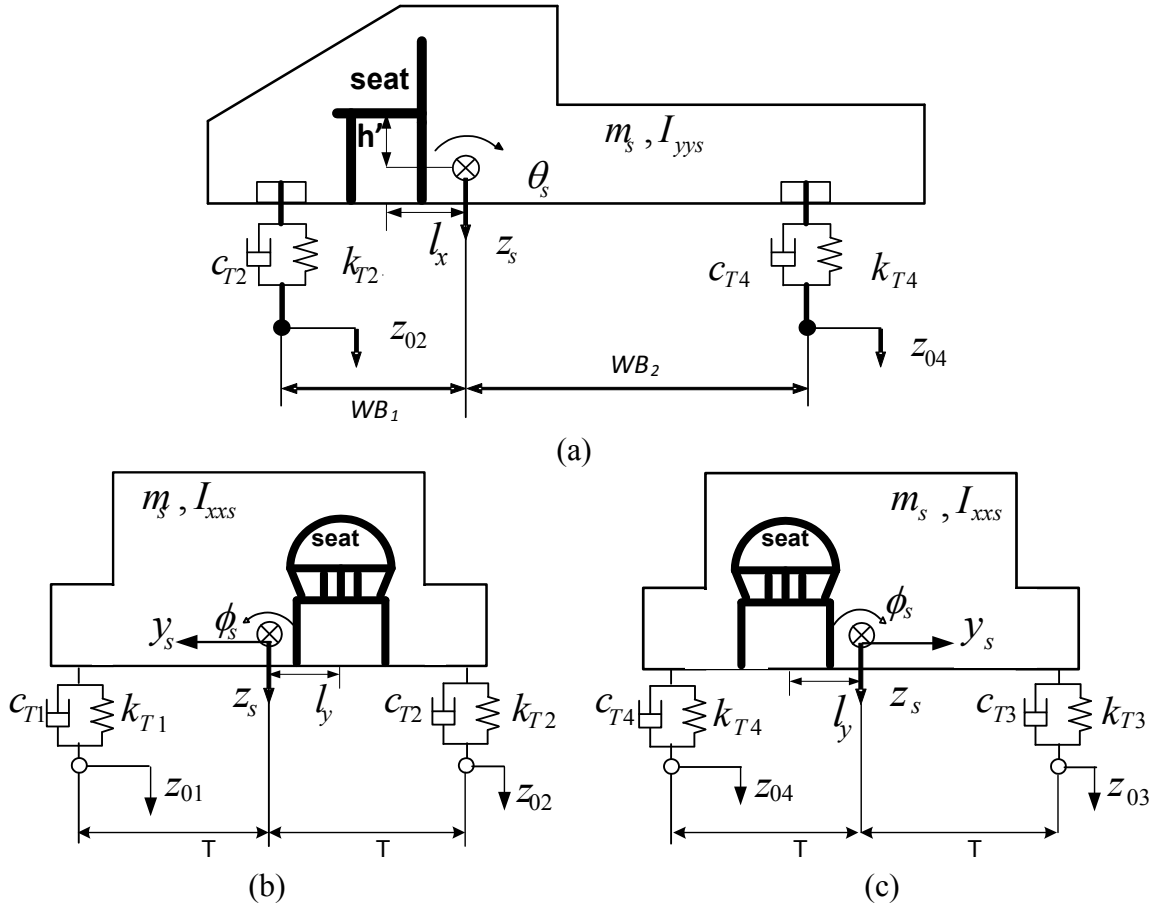 seat
h'
m_s , I_yys
θ_s
l_x
z_s
c_T2
k_T2
c_T4
k_T4
z_02
z_04
WB_1
WB_2
(a)
m_s , I_xxs
seat
ϕ_s
y_s
z_s
l_y
c_T1
k_T1
c_T2
k_T2
z_01
z_02
T
T
(b)
m_s , I_xxs
seat
ϕ_s
y_s
l_y
z_s
c_T4
k_T4
c_T3
k_T3
z_04
z_03
T
T
(c)